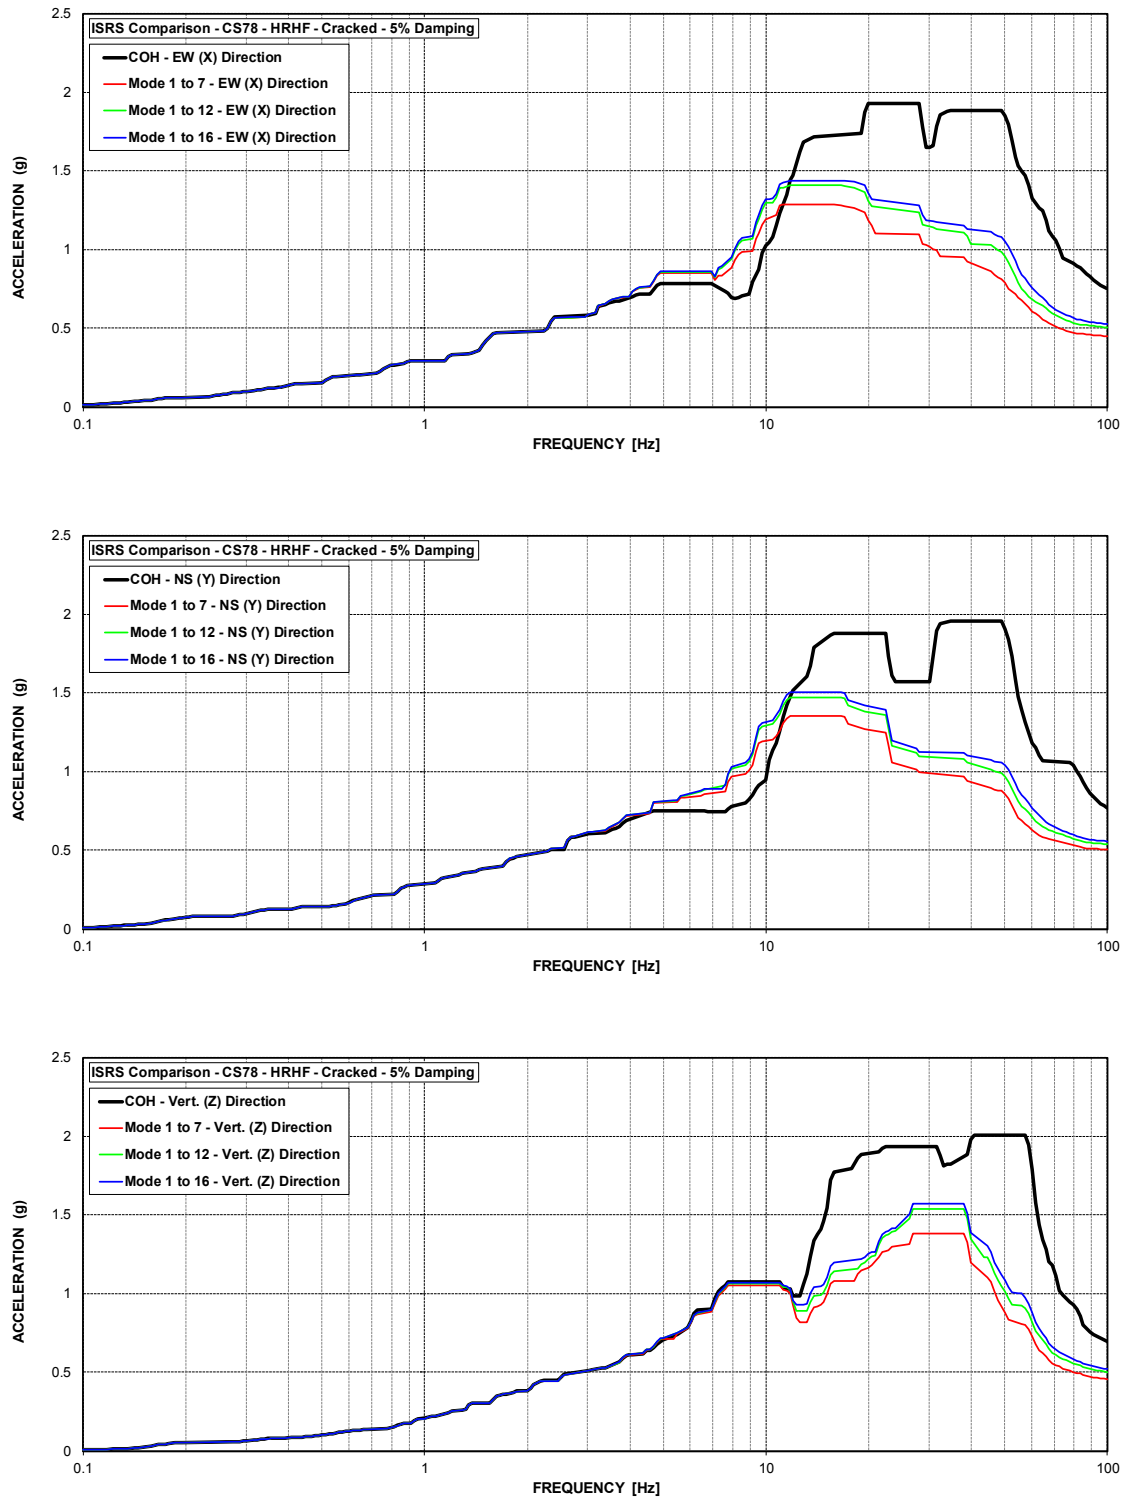 ISRS Comparison - CS78 - HRHF - Cracked - 5% Damping
COH - EW (X) Direction
Mode 1 to 7 - EW (X) Direction
Mode 1 to 12 - EW (X) Direction
Mode 1 to 16 - EW (X) Direction
2.5
2
1.5
1
0.5
0
ACCELERATION (g)
0.1
1
10
100
FREQUENCY [Hz]
ISRS Comparison - CS78 - HRHF - Cracked - 5% Damping
COH - NS (Y) Direction
Mode 1 to 7 - NS (Y) Direction
Mode 1 to 12 - NS (Y) Direction
Mode 1 to 16 - NS (Y) Direction
2.5
2
1.5
1
0.5
0
ACCELERATION (g)
0.1
1
10
100
FREQUENCY [Hz]
ISRS Comparison - CS78 - HRHF - Cracked - 5% Damping
COH - Vert. (Z) Direction
Mode 1 to 7 - Vert. (Z) Direction
Mode 1 to 12 - Vert. (Z) Direction
Mode 1 to 16 - Vert. (Z) Direction
2.5
2
1.5
1
0.5
0
ACCELERATION (g)
0.1
1
10
100
FREQUENCY [Hz]